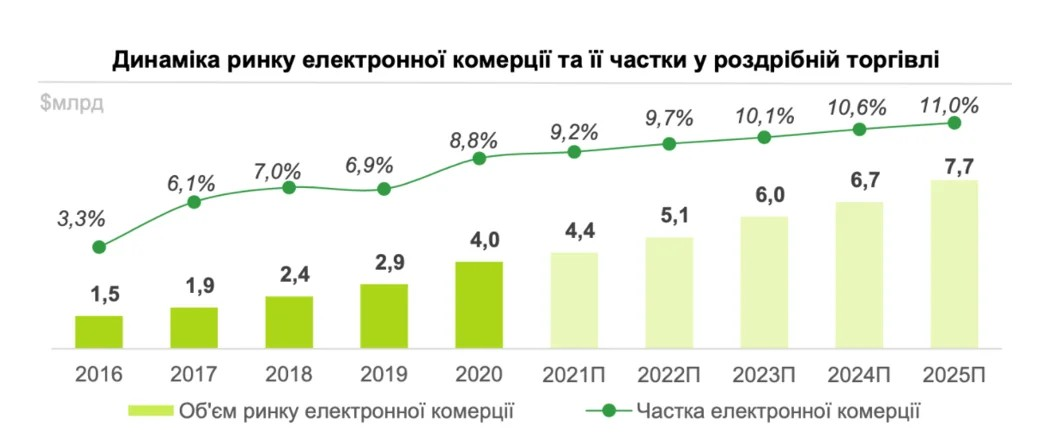 Динаміка ринку електронної комерції та її частки у роздрібній торгівлі
$млрд
3,3% 6,1% 7,0% 6,9% 8,8% 9,2% 9,7% 10,1% 10,6% 11,0%
1,5 1,9 2,4 2,9 4,0 4,4 5,1 6,0 6,7 7,7
2016 2017 2018 2019 2020 2021П 2022П 2023П 2024П 2025П
Об'єм ринку електронної комерції Частка електронної комерції